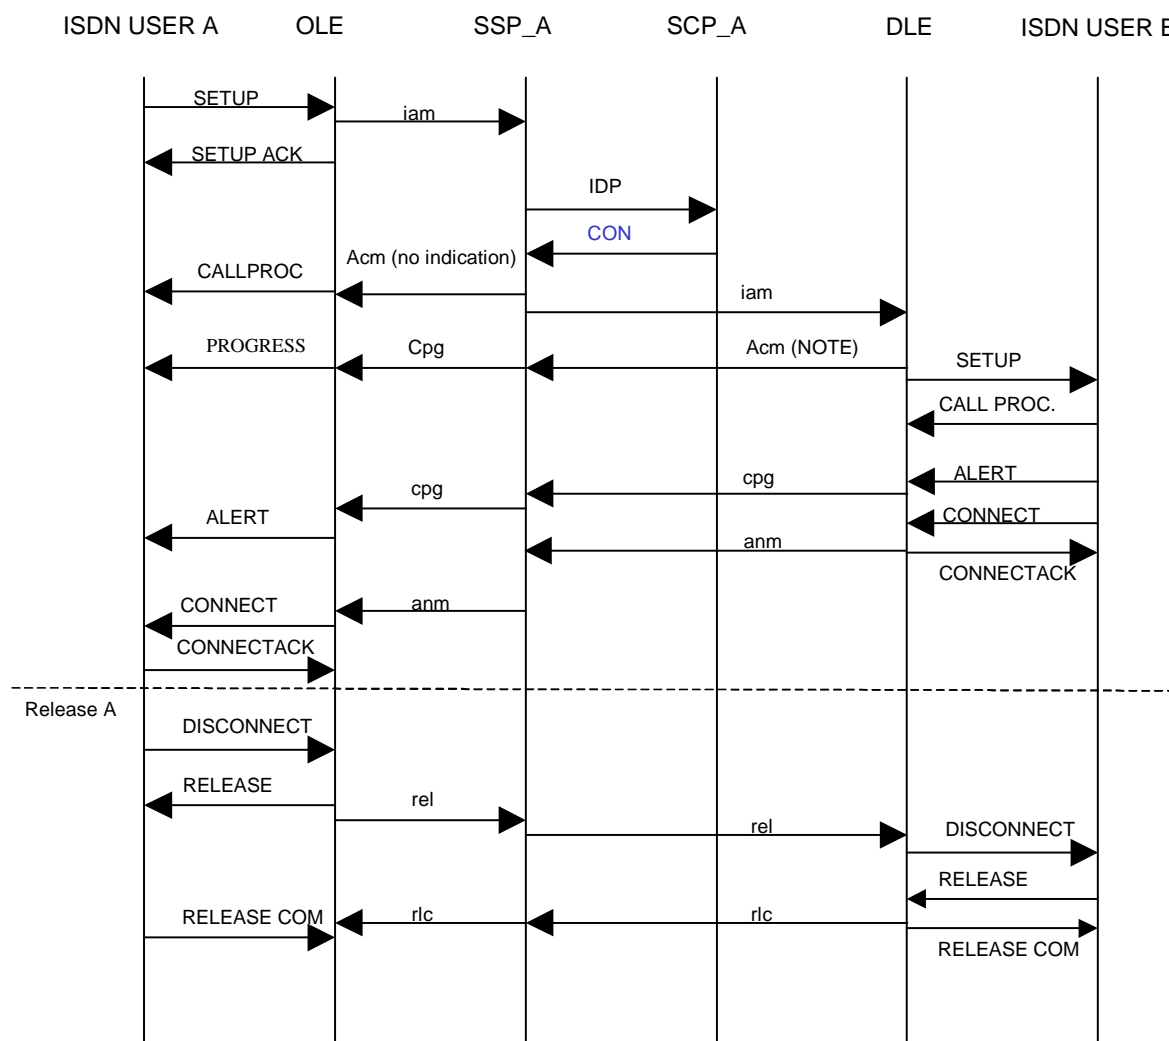 ISDN USER A OLE SSP_A SCP_A DLE ISDN USER B
SETUP
iam
SETUP ACK
IDP
CON
Acm (no indication)
CALLPROC
iam
PROGRESS Cpg Acm (NOTE)
SETUP
CALL PROC.
ALERT
cpg
cpg
ALERT
CONNECT
anm
CONNECTACK
CONNECT anm
CONNECTACK
Release A
DISCONNECT
RELEASE
rel
rel DISCONNECT
RELEASE
RELEASE COM rlc rlc
RELEASE COM